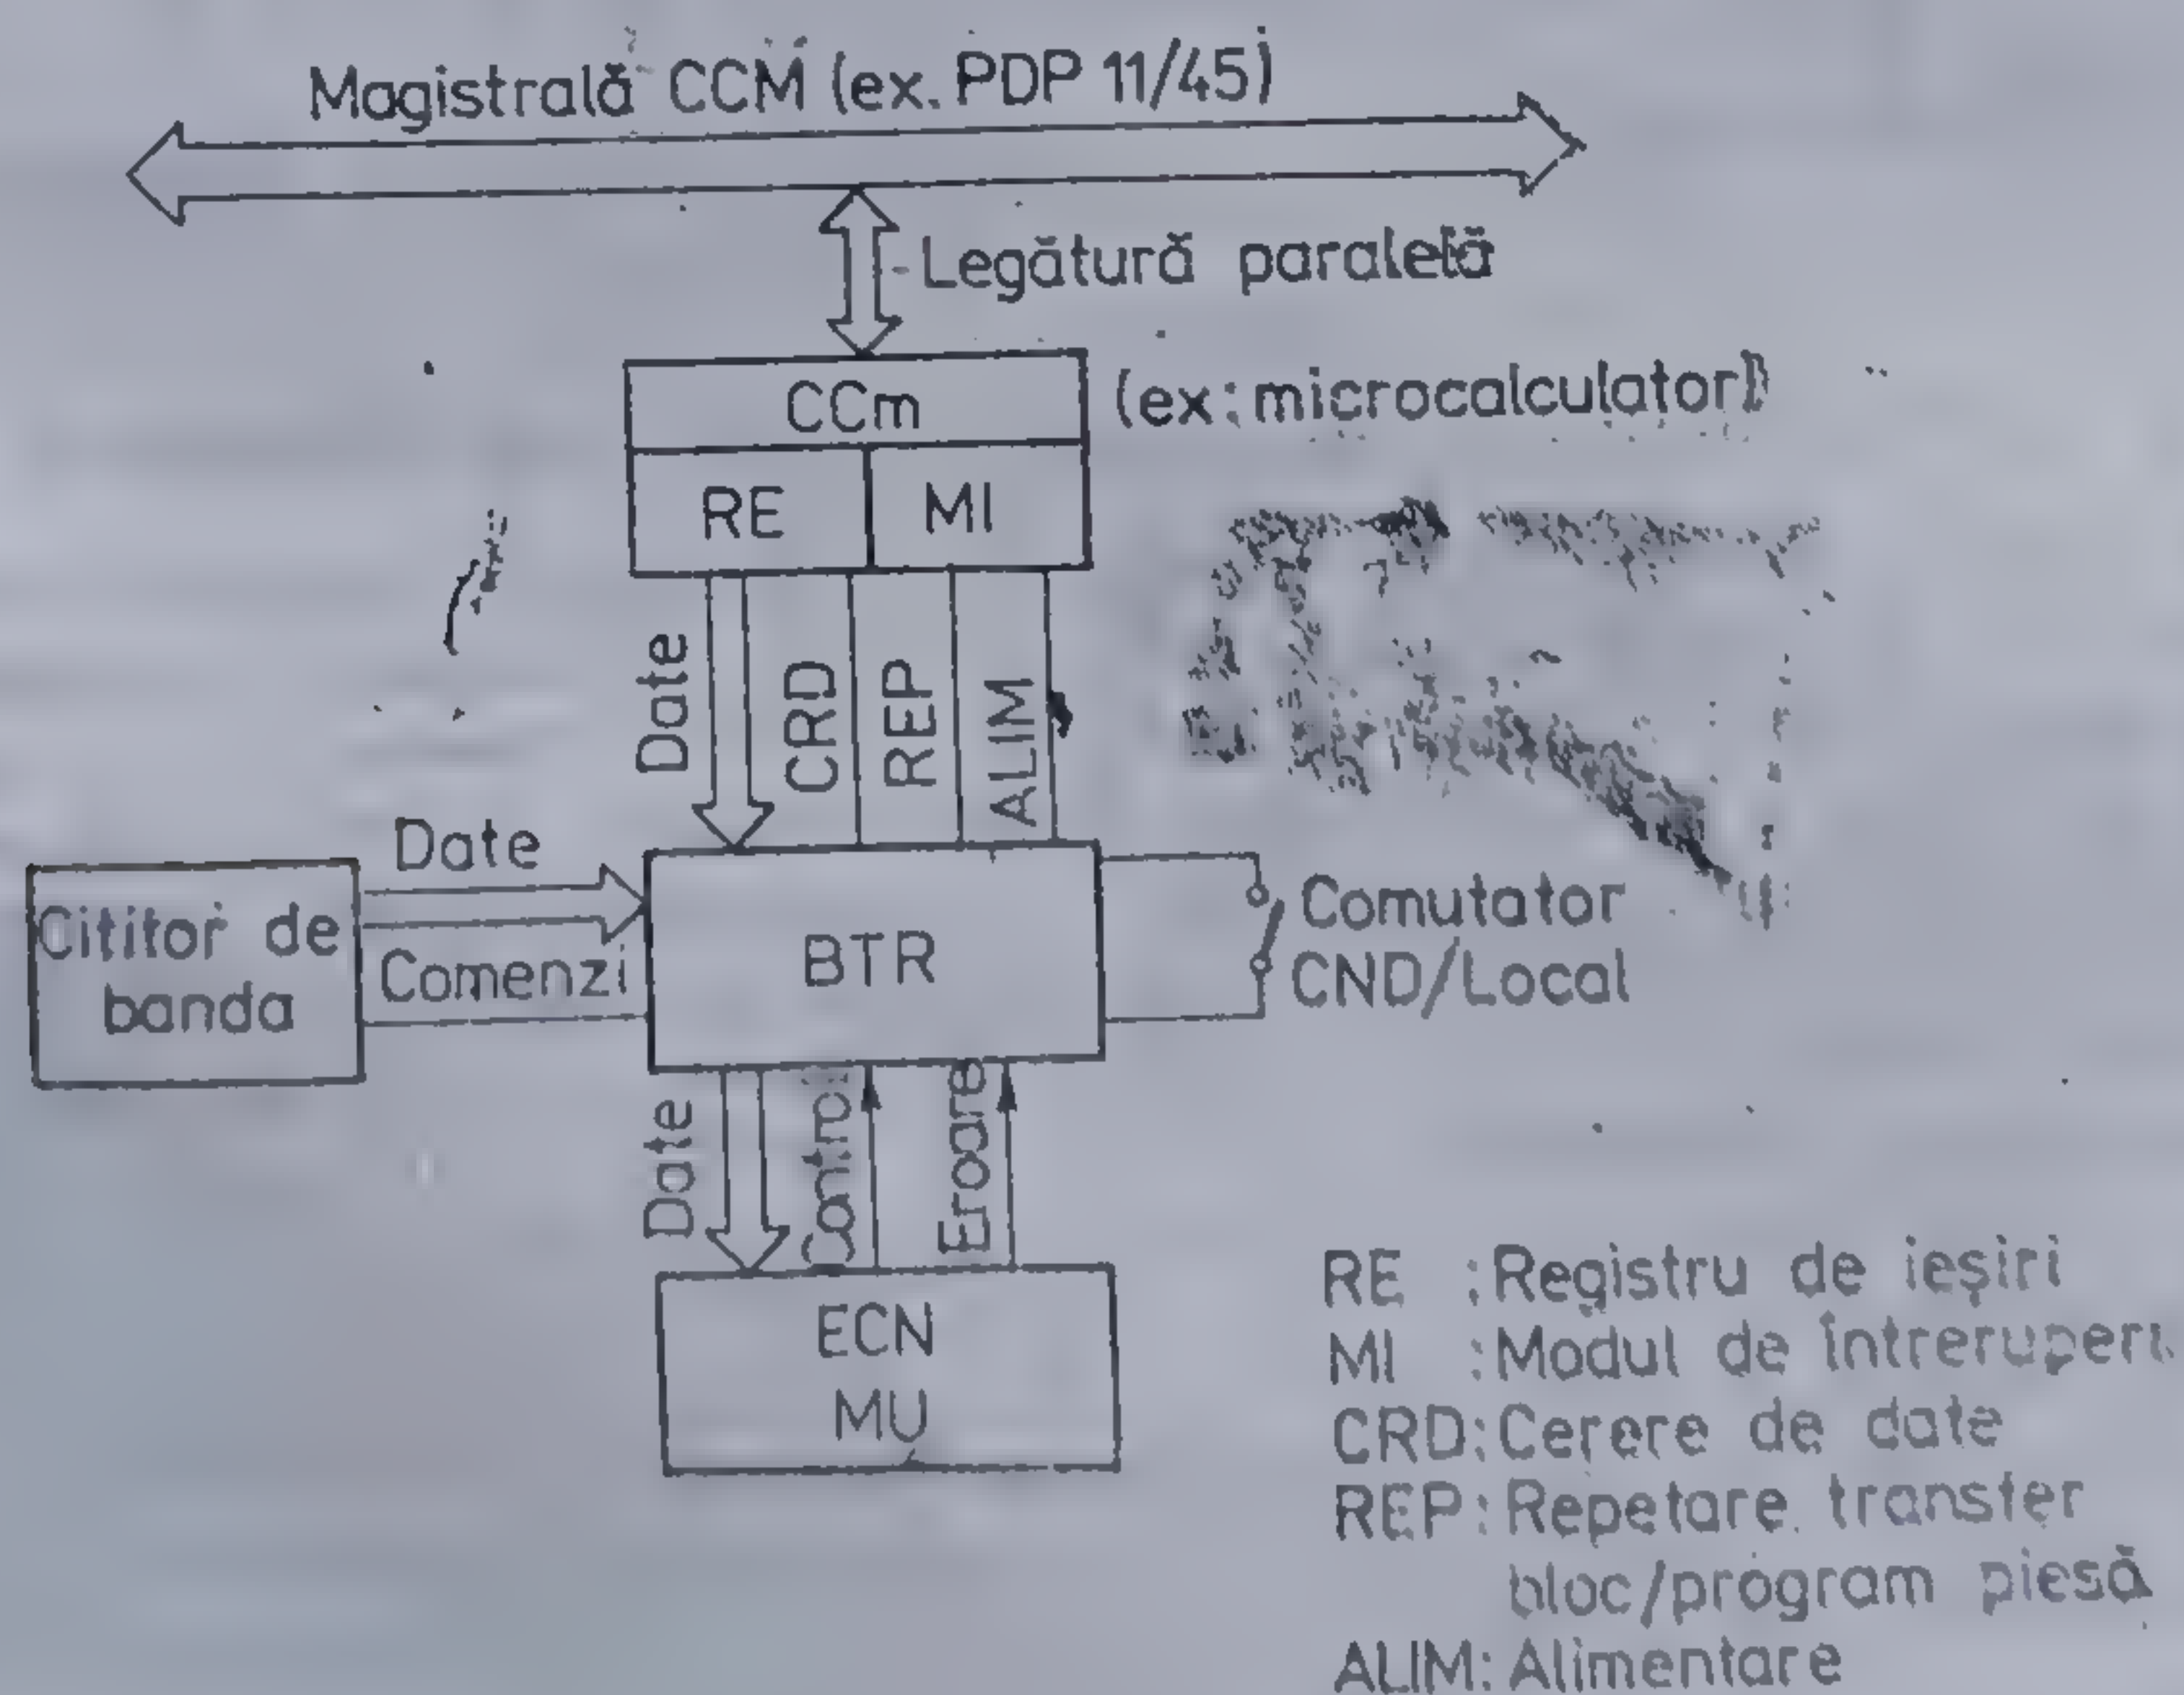 Magistrală CCM (ex. PDP 11/45)
Legătură paralelă
CCm
(ex: microcalculator)
RE
MI
Date
CRD
REP
ALIM
Date
Cititor de
banda
Comenzi
BTR
Comutator
CND/Local
Date
Control
Eroare
ECN
MU
RE :Registru de ieşiri
MI :Modul de întreruperi
CRD:Cerere de date
REP:Repetare transfer
bloc/program piesă
ALIM:Alimentare